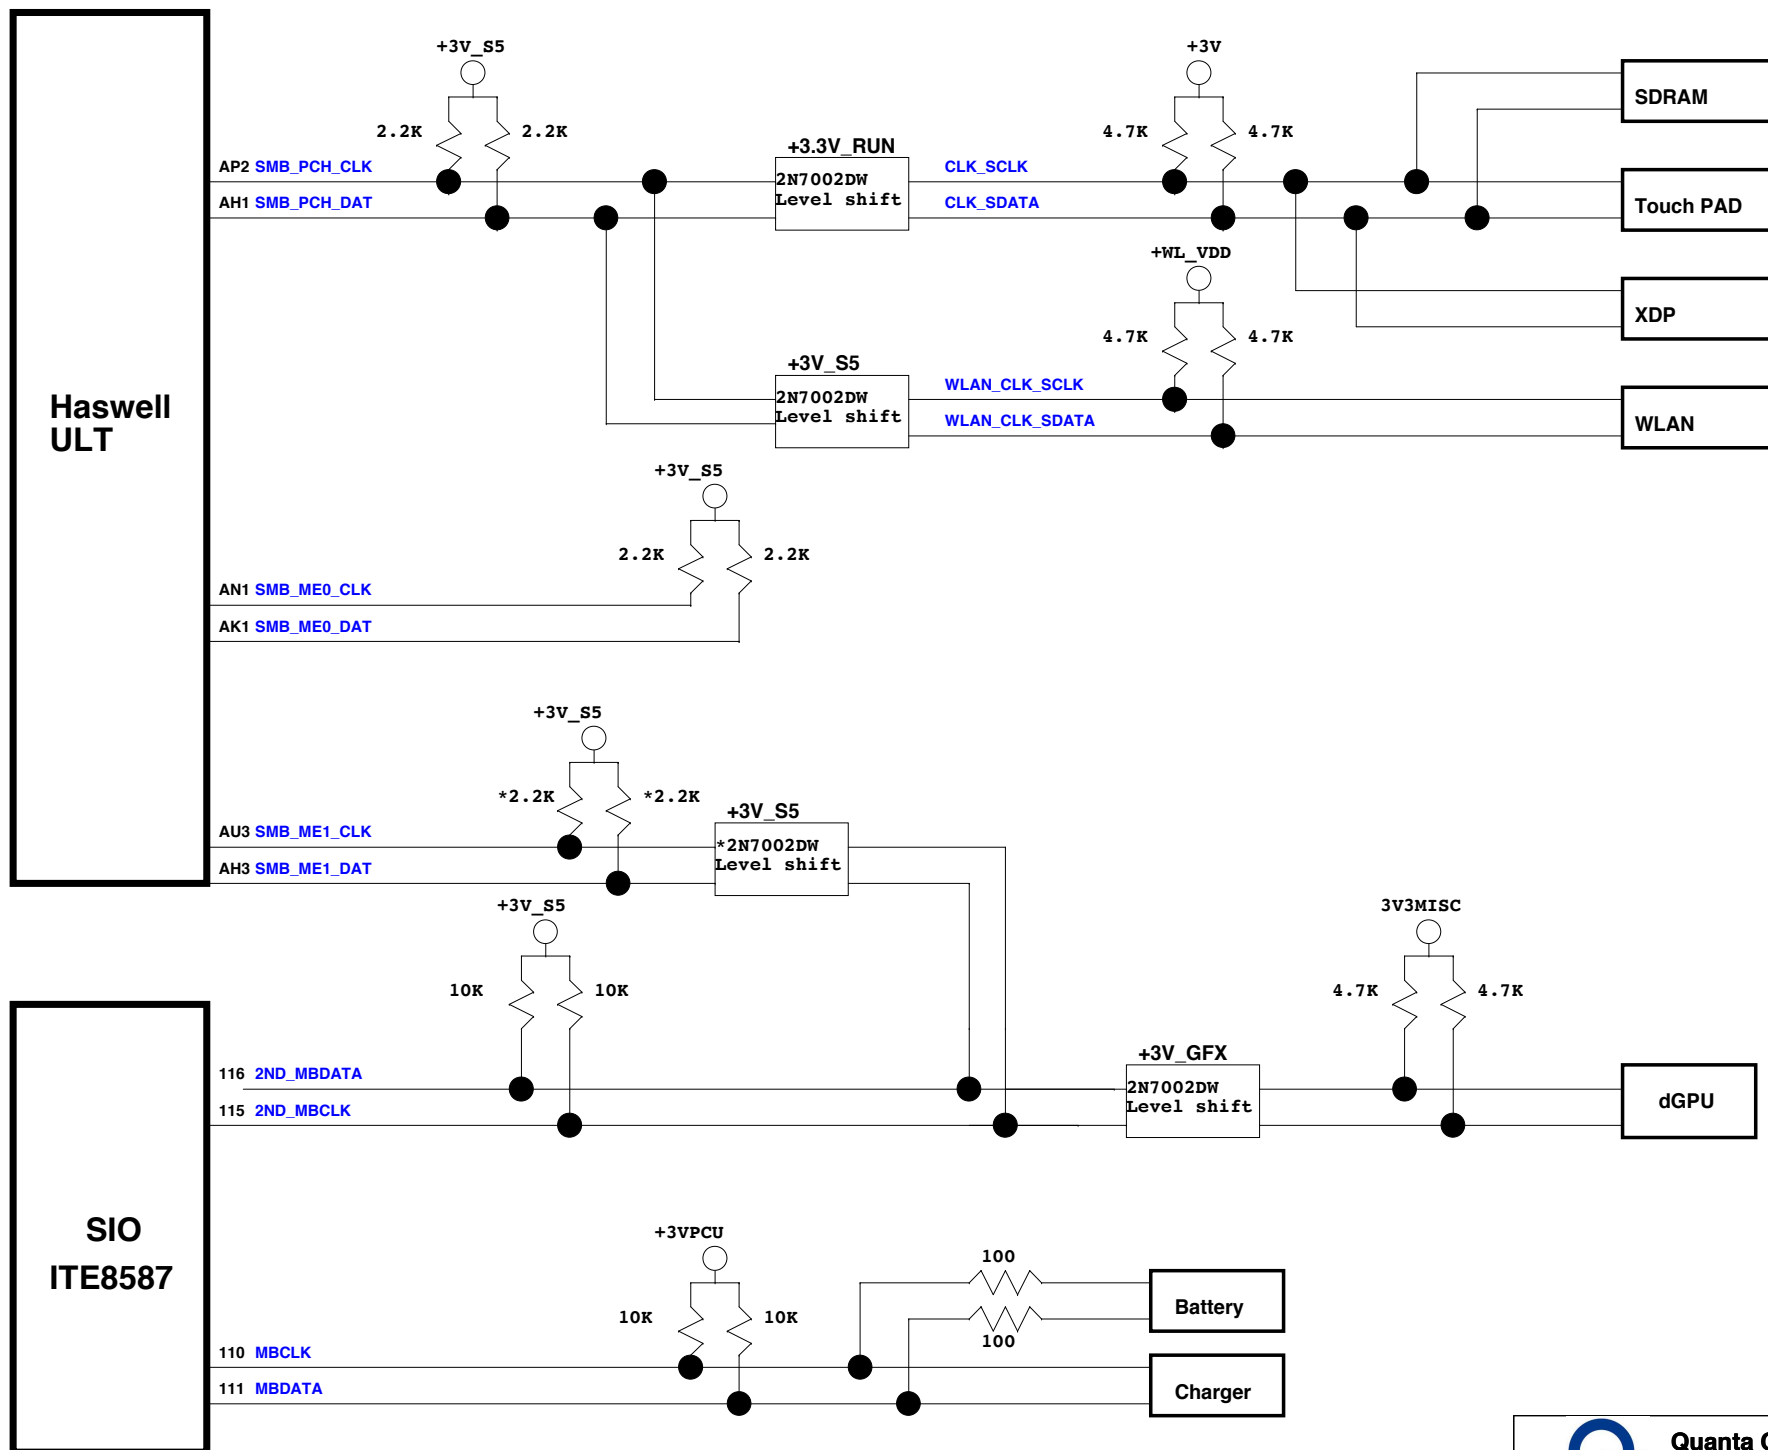 +3V_S5
+3V
SDRAM
2.2K
2.2K
4.7K
4.7K
+3.3V_RUN
AP2 SMB_PCH_CLK
2N7002DW
Level shift
CLK_SCLK
AH1 SMB_PCH_DAT
CLK_SDATA
Touch PAD
+WL_VDD
4.7K
4.7K
XDP
+3V_S5
Haswell
ULT
2N7002DW
Level shift
WLAN_CLK_SCLK
WLAN_CLK_SDATA
WLAN
+3V_S5
2.2K
2.2K
AN1 SMB_ME0_CLK
AK1 SMB_ME0_DAT
+3V_S5
*2.2K
*2.2K
+3V_S5
AU3 SMB_ME1_CLK
*2N7002DW
Level shift
AH3 SMB_ME1_DAT
+3V_S5
3V3MISC
10K
10K
4.7K
4.7K
+3V_GFX
116 2ND_MBDATA
2N7002DW
Level shift
115 2ND_MBCLK
dGPU
SIO
ITE8587
+3VPCU
100
10K
10K
Battery
100
110 MBCLK
111 MBDATA
Charger
Quanta